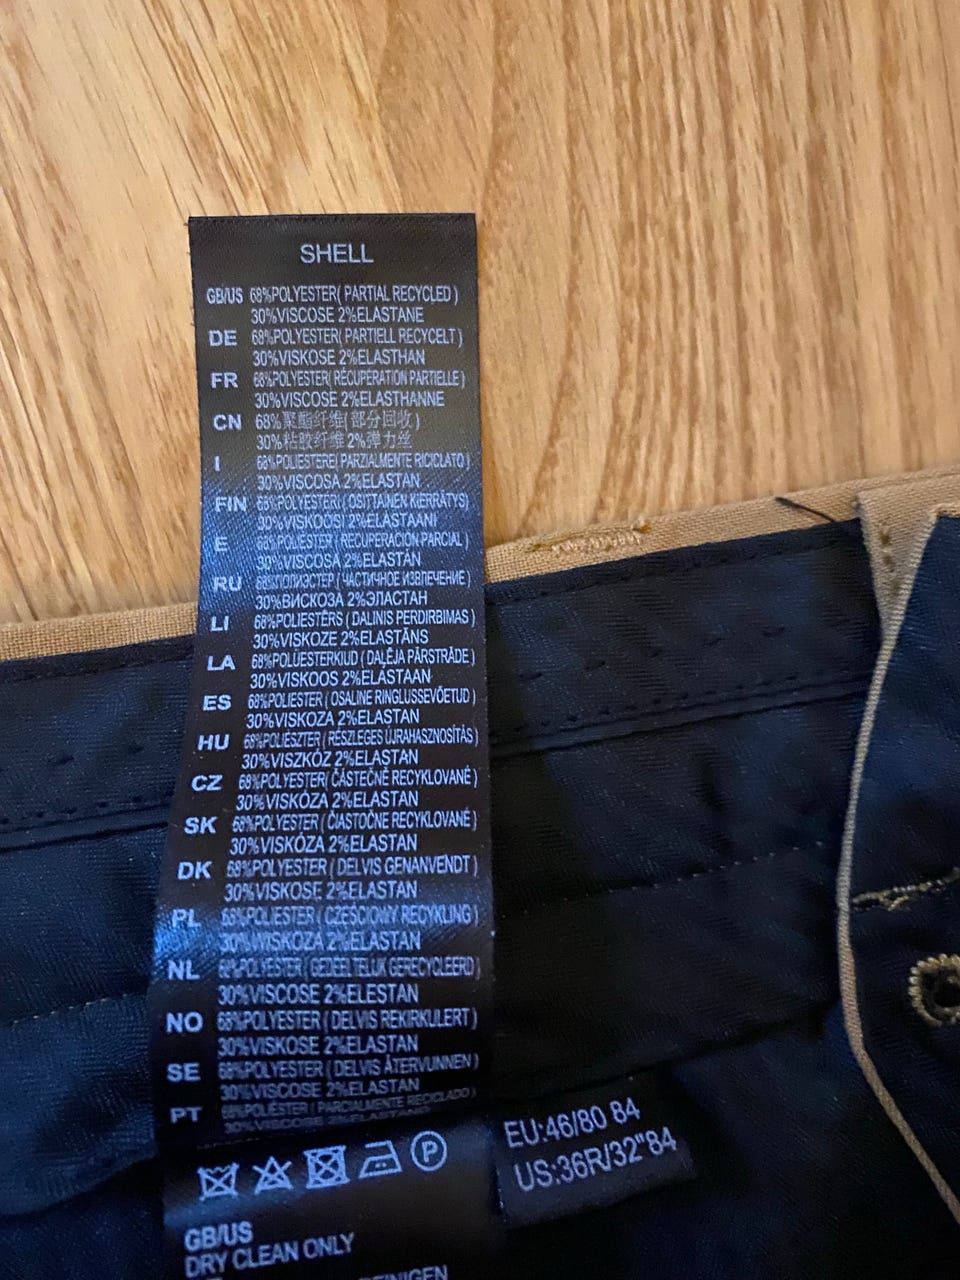 SHELL
GB/US 68%POLYESTER( PARTIAL RECYCLED )
30%VISCOSE 2%ELASTANE
DE 68%POLYESTER( PARTIELL RECYCELT )
30%VISKOSE 2%ELASTHAN
FR 68%POLYESTER( RÉCUPERATION PARTIELLE )
30%VISCOSE 2%ELASTHANNE
CN 68%聚酯纤维( 部分回收 )
30%粘胶纤维 2%弹力丝
I 68%POLIESTERE( PARZIALMENTE RICICLATO )
30%VISCOSA 2%ELASTAN
FIN 68%POLYESTERI ( OSITTAINEN KIERRÄTYS)
30%VISKOOSI 2%ELASTAANI
E 68%POLIÉSTER ( RECUPERACIÓN PARCIAL )
30%VISCOSA 2%ELASTÁN
RU 68%ПОЛИЭСТЕР ( ЧАСТИЧНОЕ ИЗВЛЕЧЕНИЕ )
30%ВИСКОЗА 2%ЭЛАСТАН
LI 68%POLIESTĒRS ( DALINIS PERDIRBIMAS )
30%VISKOZE 2%ELASTĀNS
LA 68%POLÜESTERKIUD ( DAĻĒJA PĀRSTRĀDE )
30%VISKOOS 2%ELASTAAN
ES 68%POLIESTER ( OSALINE RINGLUSSEVÕETUD )
30%VISKOZA 2%ELASTAN
HU 68%POLIÉSZTER ( RÉSZLEGES ÚJRAHASZNOSÍTÁS )
30%VISZKÓZ 2%ELASTAN
CZ 68%POLYESTER( ČÁSTEČNĚ RECYKLOVANÉ )
30%VISKÓZA 2%ELASTAN
SK 68%POLYESTER ( ČIASTOČNE RECYKLOVANÉ )
30%VISKÓZA 2%ELASTAN
DK 68%POLYESTER ( DELVIS GENANVENDT )
30%VISKOSE 2%ELASTAN
PL 68%POLIESTER ( CZĘŚCIOWY RECYKLING )
30%WISKOZA 2%ELASTAN
NL 68%POLYESTER ( GEDEELTELIJK GERECYCLEERD )
30%VISCOSE 2%ELESTAN
NO 68%POLYESTER ( DELVIS REKIRKULERT )
30%VISKOSE 2%ELASTAN
SE 68%POLYESTER ( DELVIS ÅTERVUNNEN )
30%VISCOSE 2%ELASTAN
PT 68%POLIÉSTER ( PARCIALMENTE RECICLADO )
30%VISCOSE 2%ELASTANO
P
GB/US
DRY CLEAN ONLY
REINIGEN
EU:46/80 84
US:36R/32"84